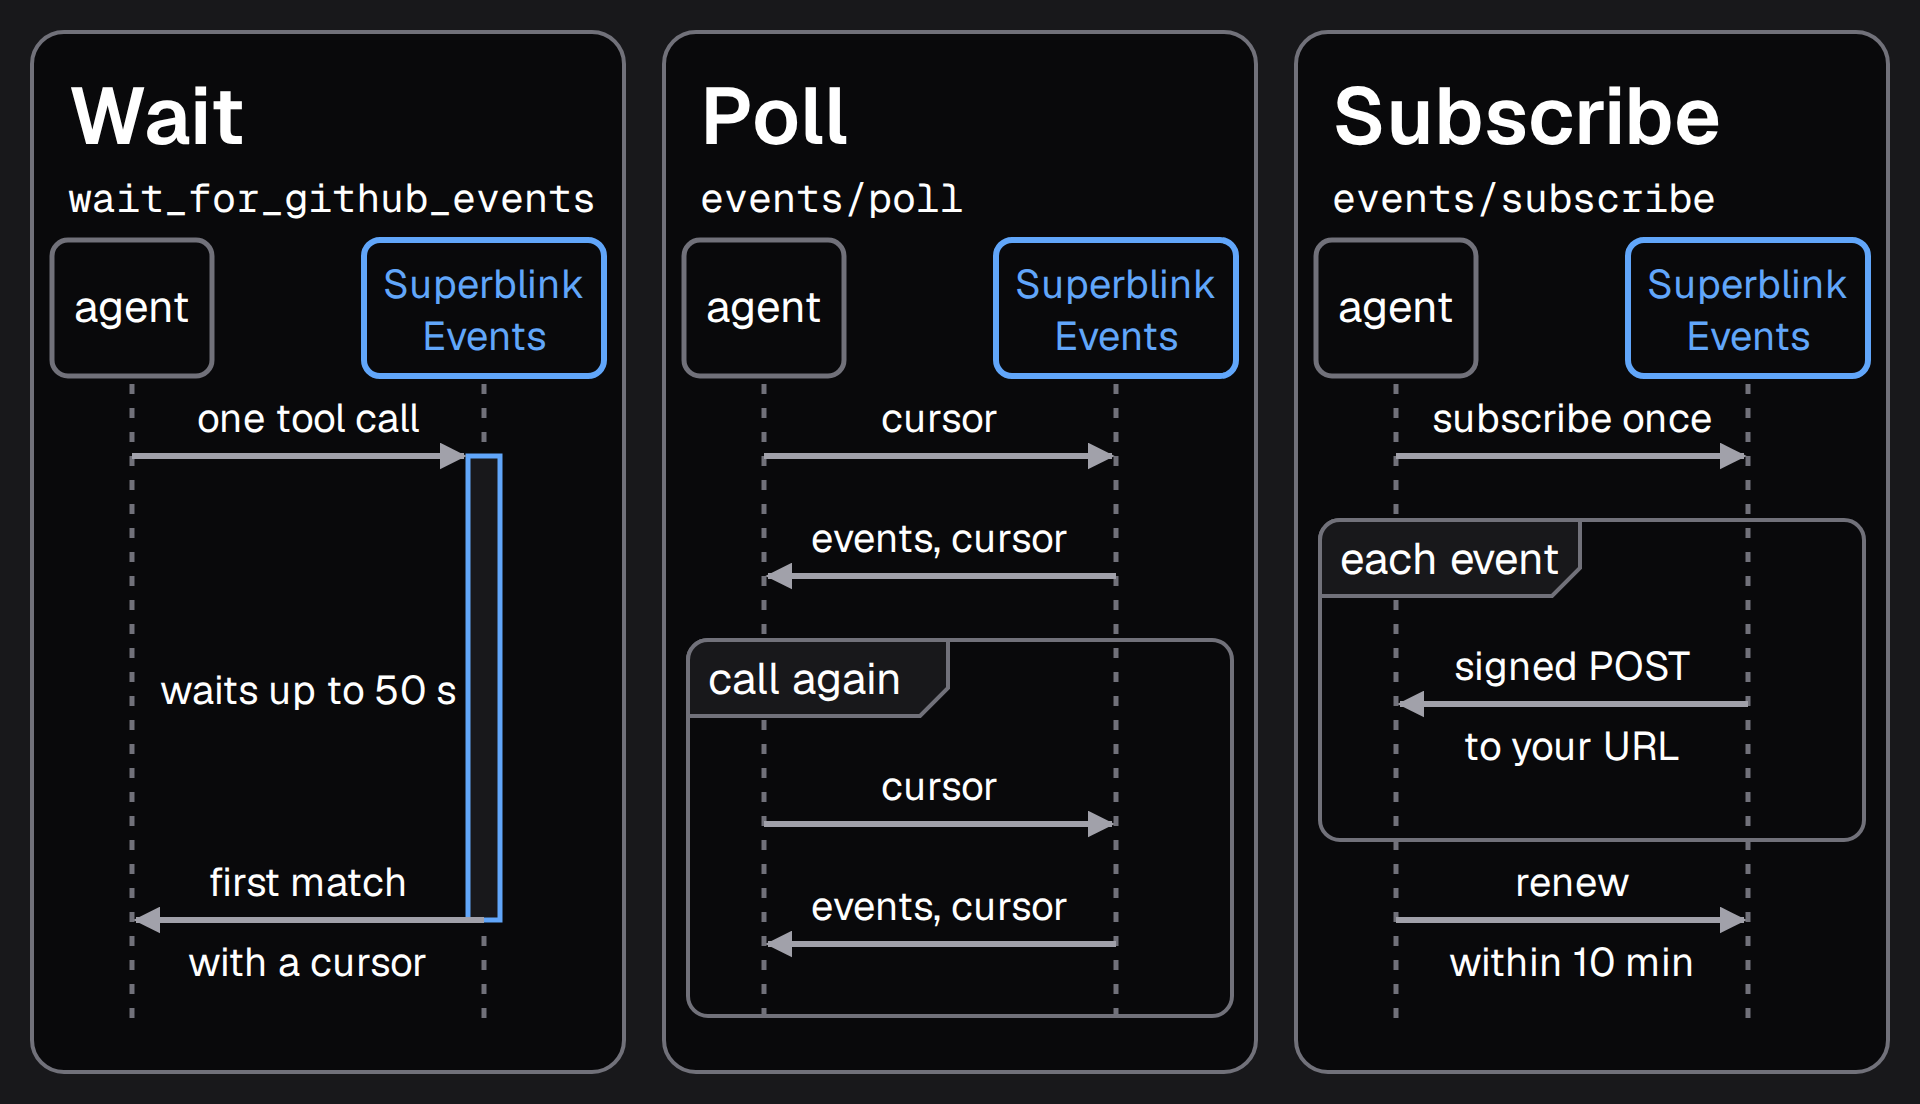 Wait
wait_for_github_events
agent
Superblink
Events
one tool call
waits up to 50 s
first match
with a cursor
Poll
events/poll
agent
Superblink
Events
cursor
events, cursor
call again
cursor
events, cursor
Subscribe
events/subscribe
agent
Superblink
Events
subscribe once
each event
signed POST
to your URL
renew
within 10 min